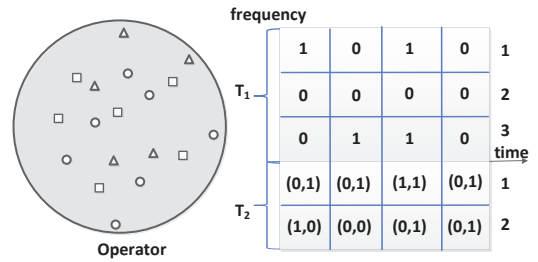 frequency
T1
1 0 1 0 1
0 0 0 0 2
0 1 1 0 3
time
T2
(0,1) (0,1) (1,1) (0,1) 1
(1,0) (0,0) (0,1) (0,1) 2
Operator